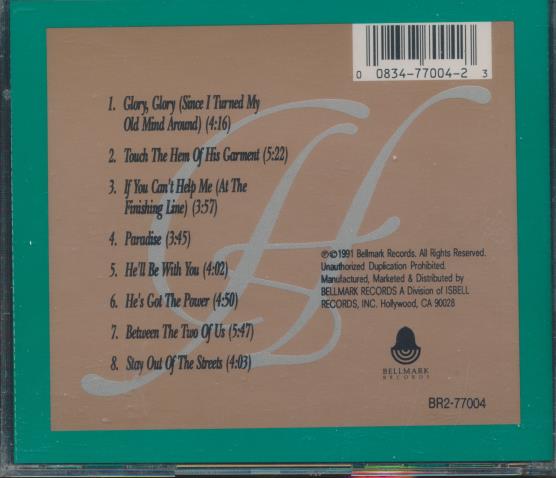 0 0834-77004-2 3
1. Glory, Glory (Since I Turned My
Old Mind Around) (4:16)
2. Touch The Hem Of His Garment (5:22)
3. If You Can't Help Me (At The
Finishing Line) (3:57)
4. Paradise (3:45)
5. He'll Be With You (4:02)
6. He's Got The Power (4:50)
7. Between The Two Of Us (5:47)
8. Stay Out Of The Streets (4:03)
℗©1991 Bellmark Records. All Rights Reserved.
Unauthorized Duplication Prohibited.
Manufactured, Marketed & Distributed by
BELLMARK RECORDS A Division of ISBELL
RECORDS, INC. Hollywood, CA 90028
BELLMARK
RECORDS
BR2-77004